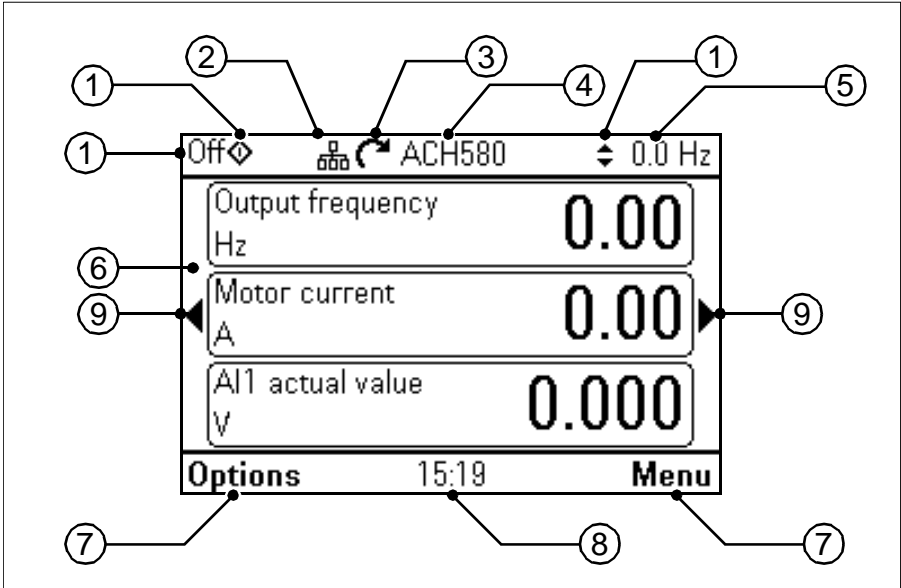 ② ③ ① ⑤
① ④
① Off ACH580 0.0 Hz
Output frequency 0.00
Hz
⑥
Motor current 0.00
⑨ ⑨
A
AI1 actual value 0.000
V
Options 15:19 Menu
⑦ ⑧ ⑦